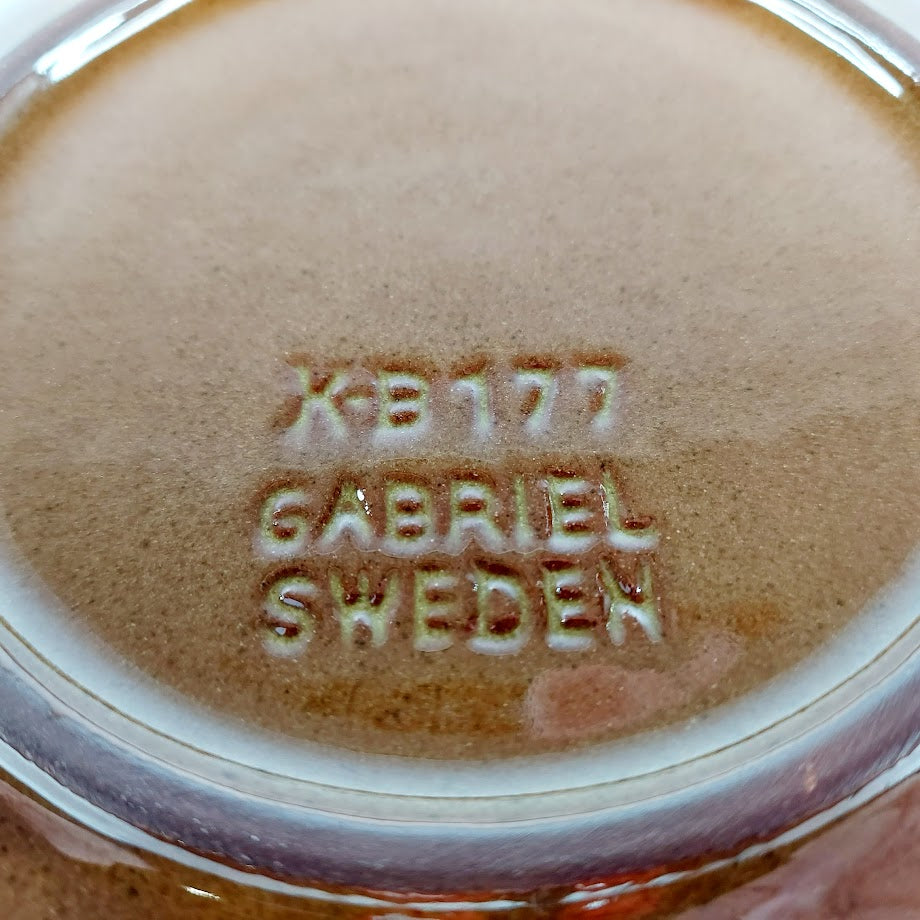 K-B 177
GABRIEL
SWEDEN